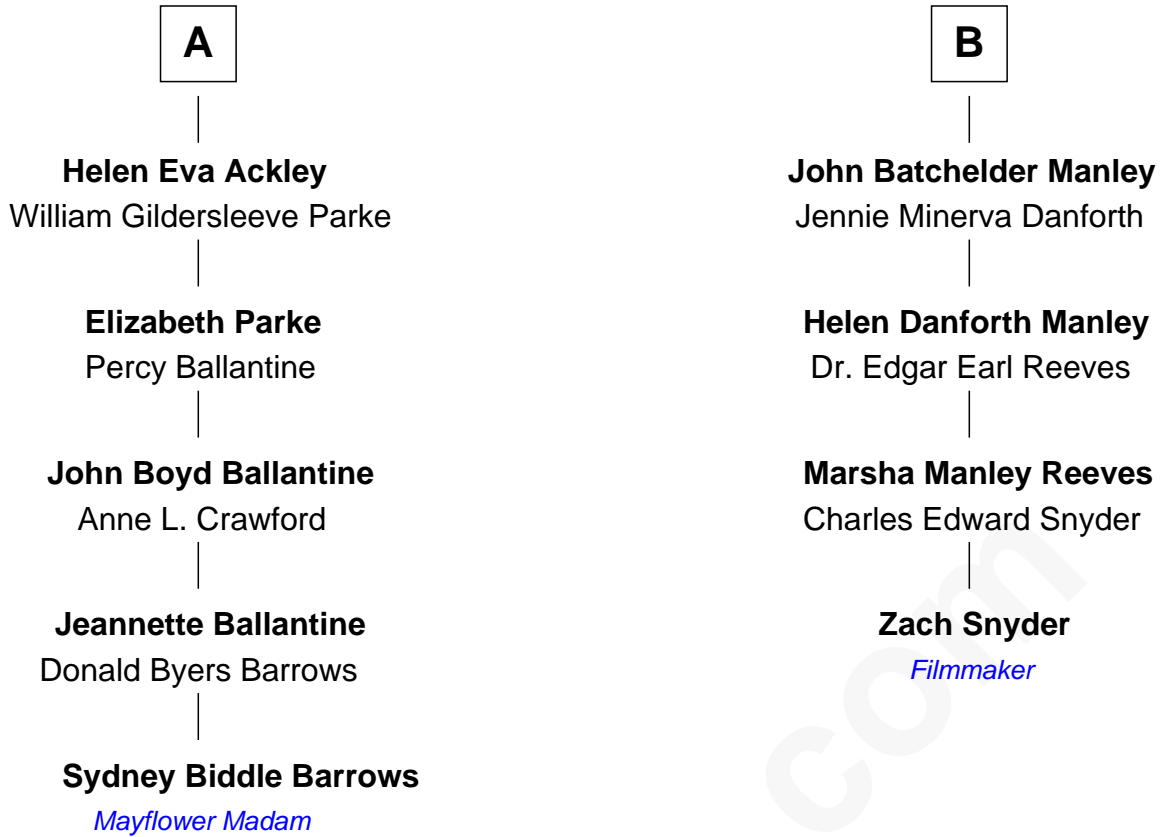 A
Helen Eva Ackley
William Gildersleeve Parke
Elizabeth Parke
Percy Ballantine
John Boyd Ballantine
Anne L. Crawford
Jeannette Ballantine
Donald Byers Barrows
Sydney Biddle Barrows
Mayflower Madam
B
John Batchelder Manley
Jennie Minerva Danforth
Helen Danforth Manley
Dr. Edgar Earl Reeves
Marsha Manley Reeves
Charles Edward Snyder
Zach Snyder
Filmmaker
com